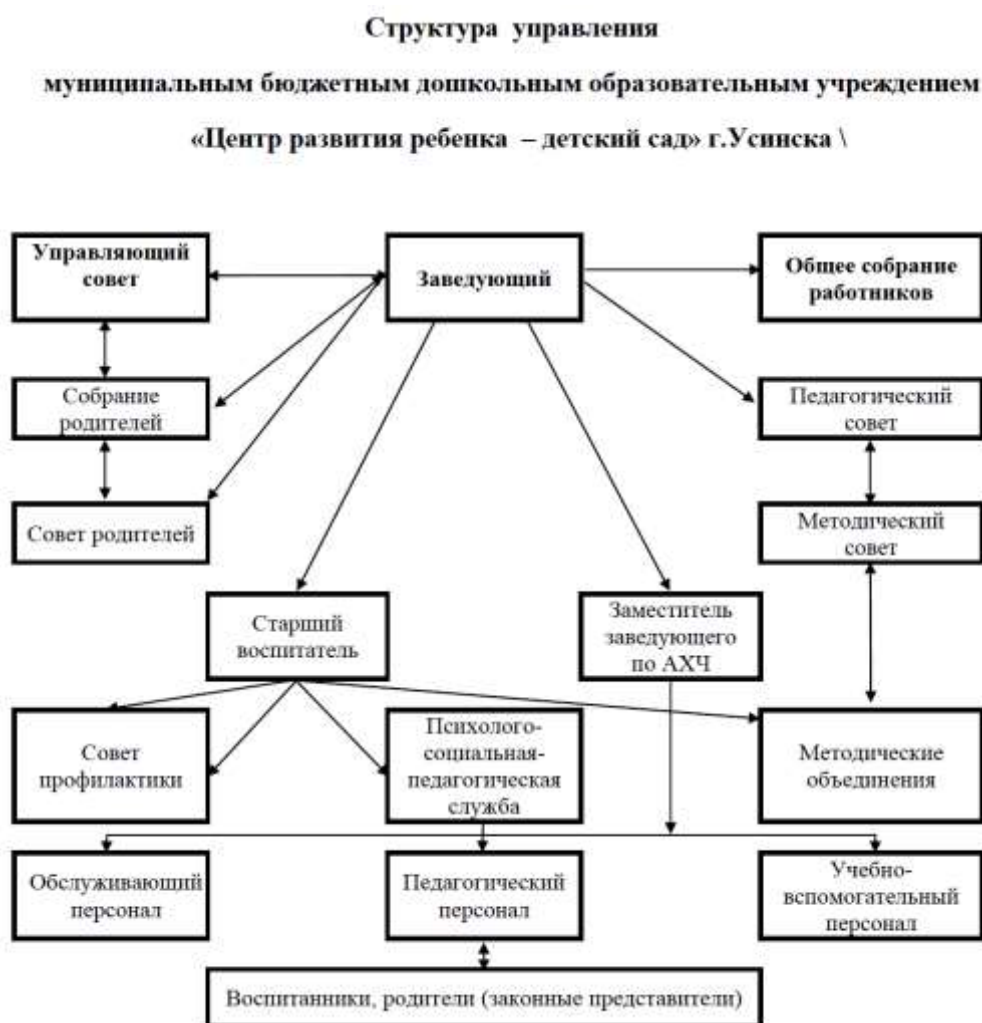 Структура управления
муниципальным бюджетным дошкольным образовательным учреждением
«Центр развития ребенка – детский сад» г.Усинска \
Управляющий
совет
Заведующий
Общее собрание
работников
Собрание
родителей
Педагогический
совет
Совет родителей
Методический
совет
Старший
воспитатель
Заместитель
заведующего
по АХЧ
Совет
профилактики
Психолого-
социальная-
педагогическая
служба
Методические
объединения
Обслуживающий
персонал
Педагогический
персонал
Учебно-
вспомогательный
персонал
Воспитанники, родители (законные представители)